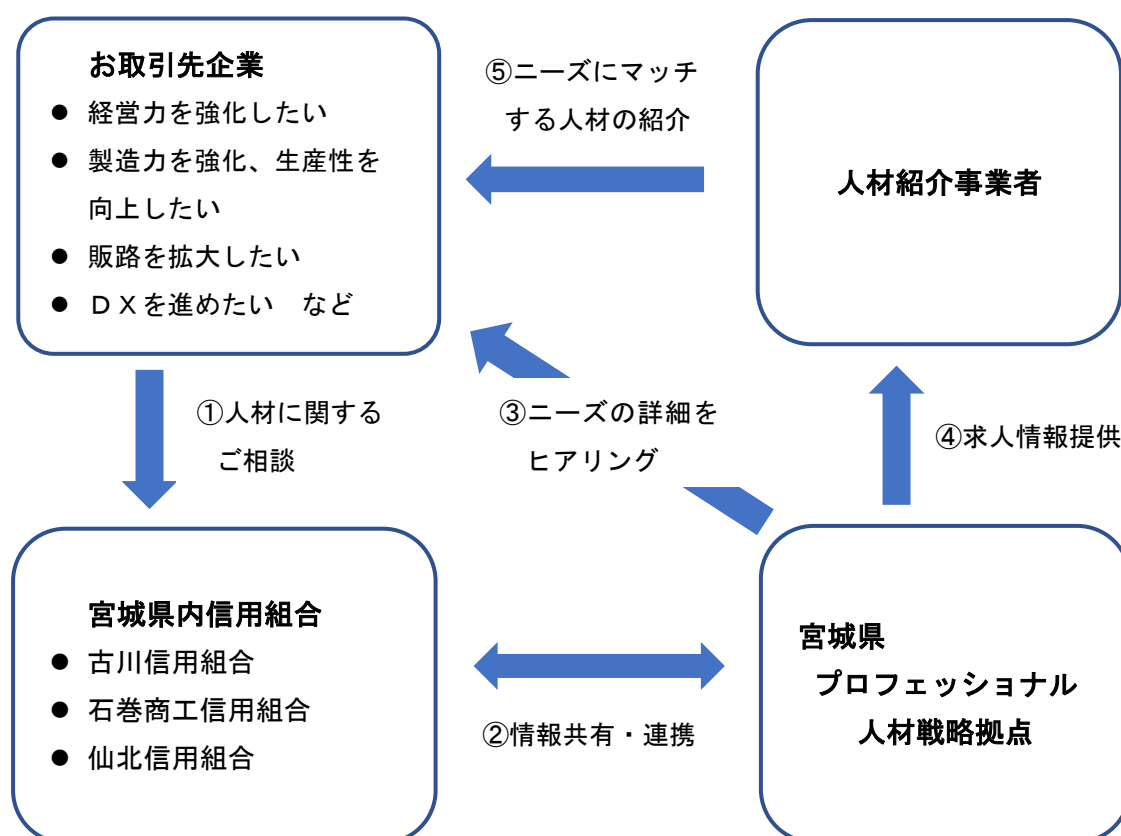 お取引先企業
● 経営力を強化したい
● 製造力を強化、生産性を
向上したい
● 販路を拡大したい
● ＤＸを進めたい　など
⑤ニーズにマッチ
する人材の紹介
人材紹介事業者
①人材に関する
ご相談
③ニーズの詳細を
ヒアリング
④求人情報提供
宮城県内信用組合
● 古川信用組合
● 石巻商工信用組合
● 仙北信用組合
②情報共有・連携
宮城県
プロフェッショナル
人材戦略拠点